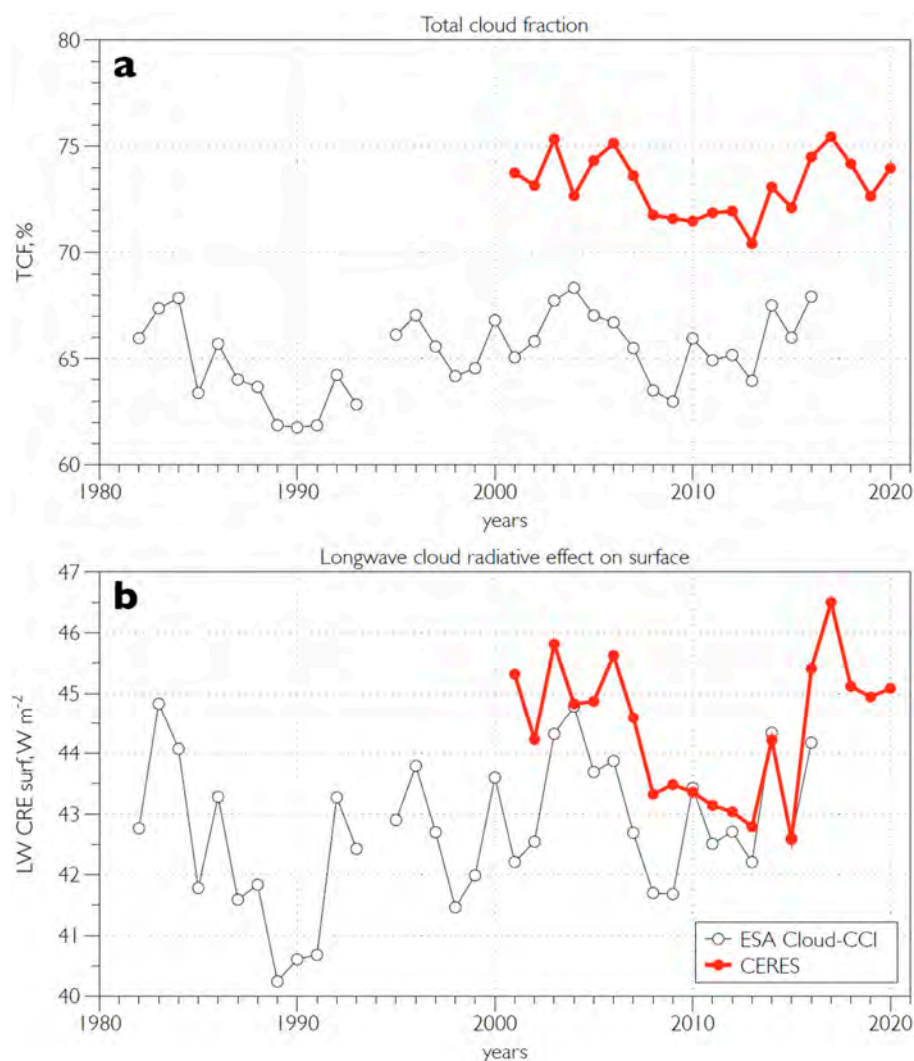 Total cloud fraction
a
80
75
70
65
60
TCF, %
1980 1990 2000 2010 2020
years
Longwave cloud radiative effect on surface
b
47
46
45
44
43
42
41
40
LW CRE surf, W m⁻²
ESA Cloud-CCI
CERES
1980 1990 2000 2010 2020
years